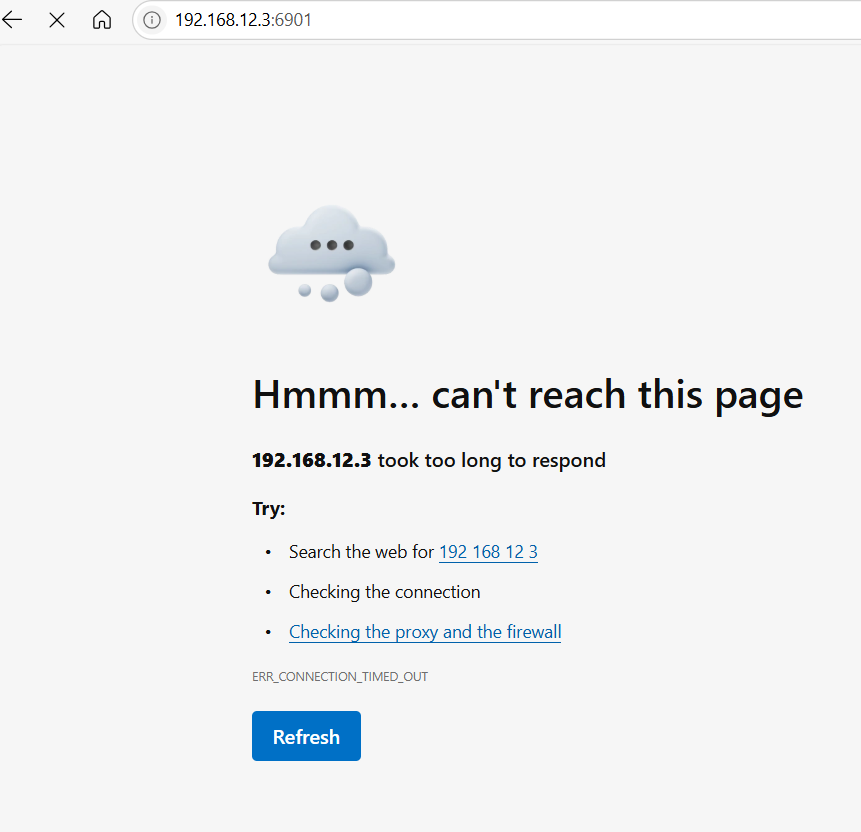 192.168.12.3:6901
Hmmm... can't reach this page
192.168.12.3 took too long to respond
Try:
• Search the web for 192 168 12 3
• Checking the connection
• Checking the proxy and the firewall
ERR_CONNECTION_TIMED_OUT
Refresh